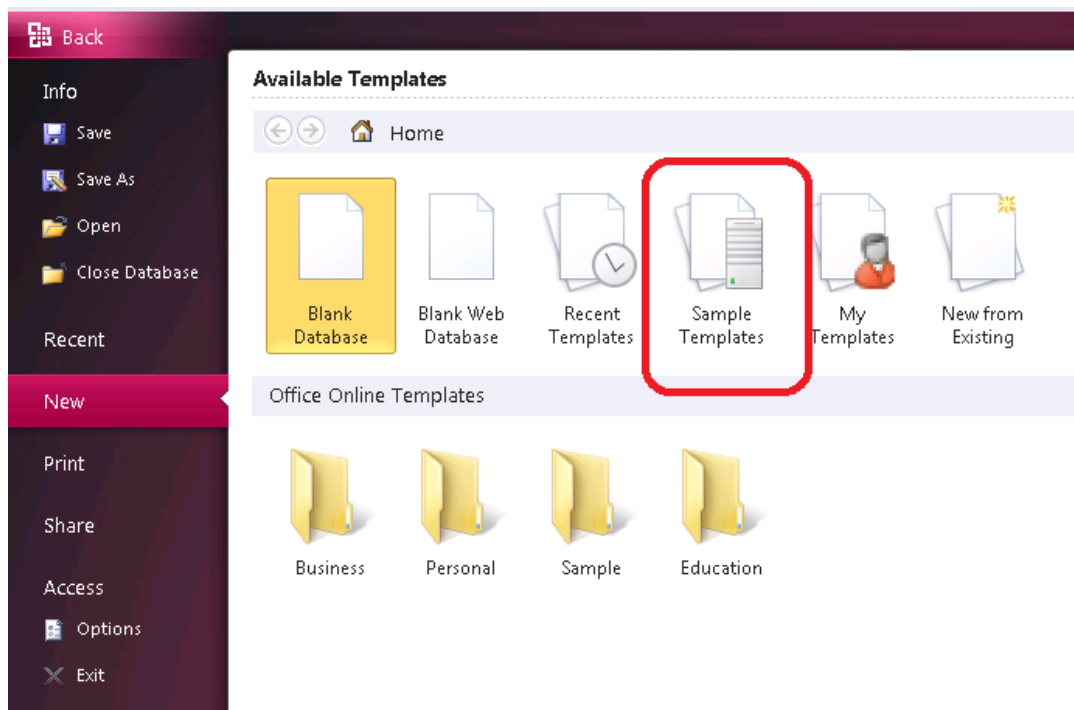 Back
Info
Save
Save As
Open
Close Database
Recent
New
Print
Share
Access
Options
Exit
Available Templates
Home
Blank
Database
Blank Web
Database
Recent
Templates
Sample
Templates
My
Templates
New from
Existing
Office Online Templates
Business
Personal
Sample
Education